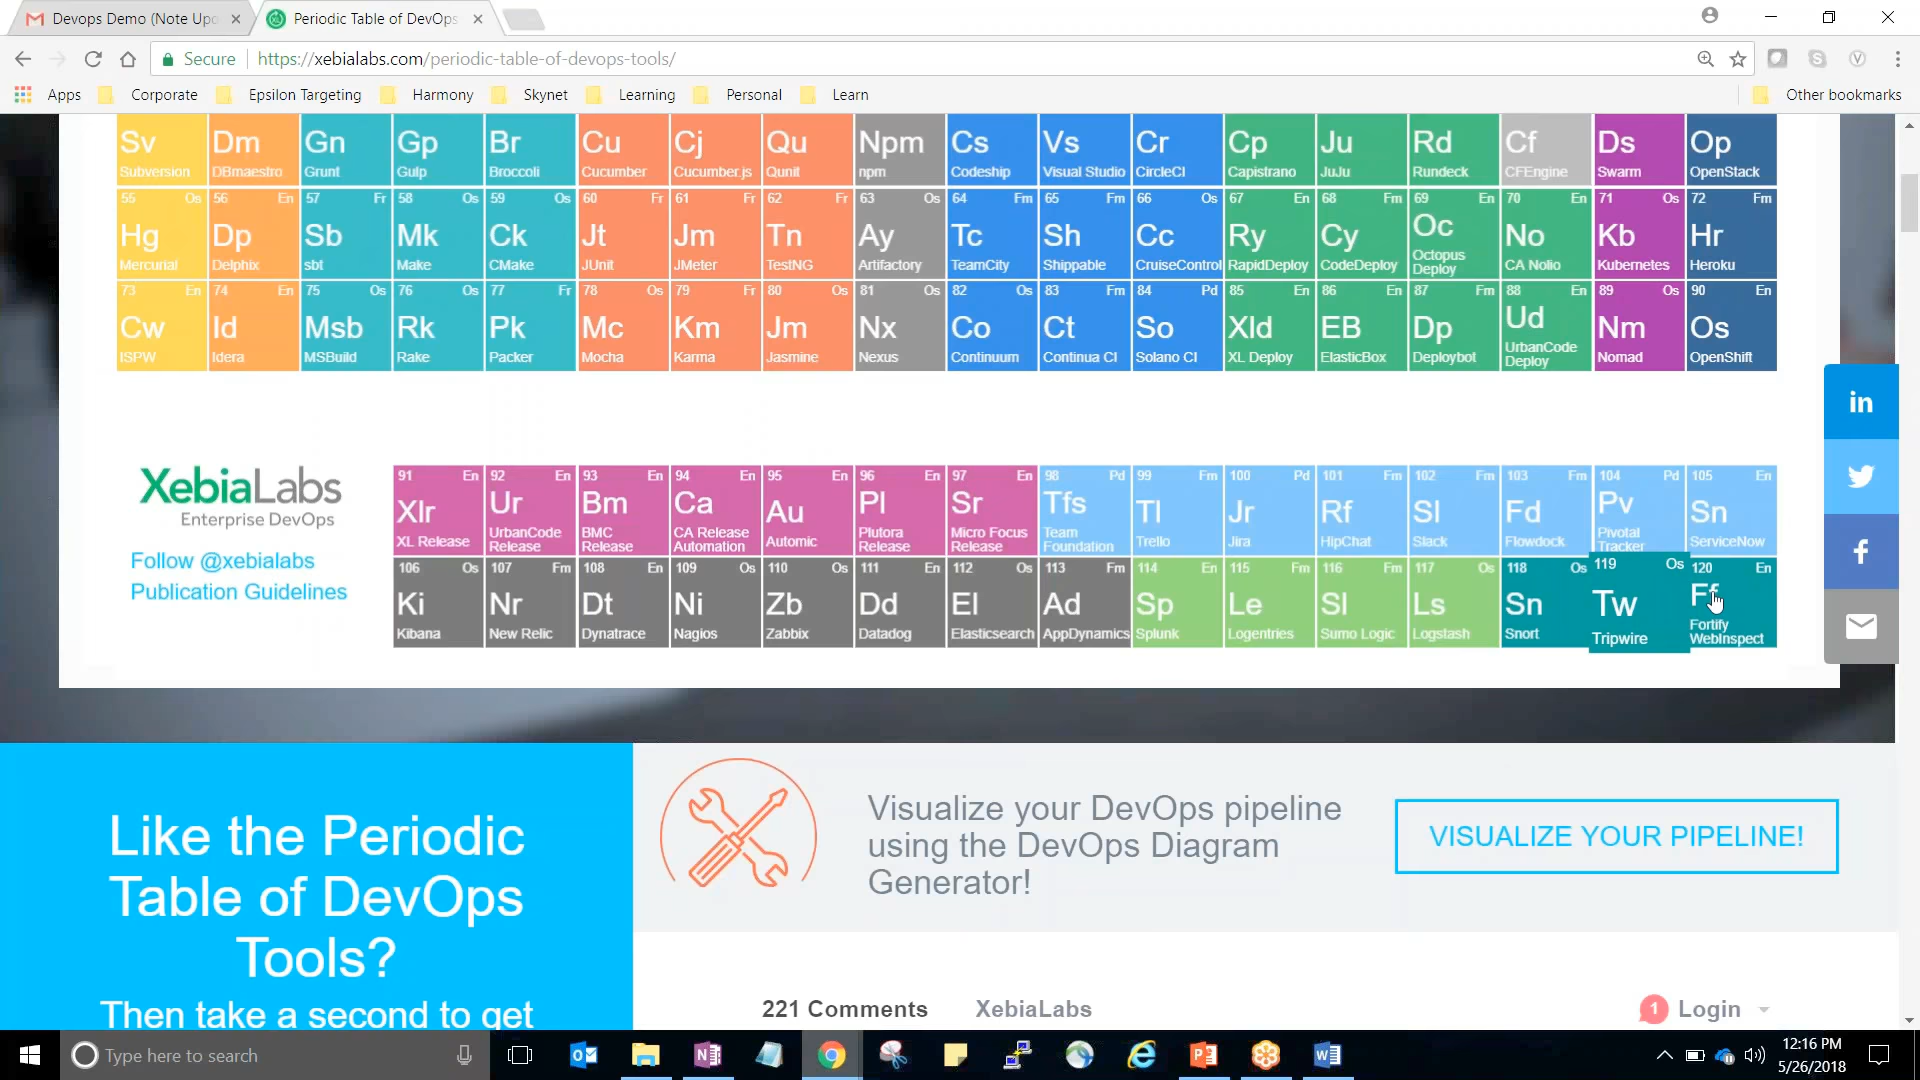 Devops Demo (Note Upo
Periodic Table of DevOps
Secure
https://xebialabs.com/periodic-table-of-devops-tools/
Apps Corporate Epsilon Targeting Harmony Skynet Learning Personal Learn Other bookmarks
Sv Dm Gn Gp Br Cu Cj Qu Npm Cs Vs Cr Cp Ju Rd Cf Ds Op
Subversion DBmaestro Grunt Gulp Broccoli Cucumber Cucumber.js Qunit npm Codeship Visual Studio CircleCI Capistrano JuJu Rundeck CFEngine Swarm OpenStack
55 Os 56 En 57 Fr 58 Os 59 Os 60 Fr 61 Fr 62 Fr 63 Os 64 Fm 65 Fm 66 Os 67 En 68 Fm 69 En 70 En 71 Os 72 Fm
Hg Dp Sb Mk Ck Jt Jm Tn Ay Tc Sh Cc Ry Cy Oc No Kb Hr
Mercurial Delphix sbt Make CMake JUnit JMeter TestNG Artifactory TeamCity Shippable CruiseControl RapidDeploy CodeDeploy Octopus Deploy CA Nolio Kubernetes Heroku
73 En 74 En 75 Os 76 Os 77 Fr 78 Os 79 Fr 80 Os 81 Os 82 Os 83 Fm 84 Pd 85 En 86 En 87 Fm 88 En 89 Os 90 En
Cw Id Msb Rk Pk Mc Km Jm Nx Co Ct So Xld EB Dp Ud Nm Os
ISPW Idera MSBuild Rake Packer Mocha Karma Jasmine Nexus Continuum Continua CI Solano CI XL Deploy ElasticBox Deploybot UrbanCode Deploy Nomad OpenShift
XebiaLabs
Enterprise DevOps
Follow @xebialabs
Publication Guidelines
91 En 92 En 93 En 94 En 95 En 96 En 97 En 98 Pd 99 Fm 100 Pd 101 Fm 102 Fm 103 Fm 104 Pd 105 En
Xlr Ur Bm Ca Au Pl Sr Tfs Tl Jr Rf Sl Fd Pv Sn
XL Release UrbanCode Release BMC Release CA Release Automation Automic Plutora Release Micro Focus Release Team Foundation Trello Jira HipChat Slack Flowdock Pivotal Tracker ServiceNow
106 Os 107 Fm 108 En 109 Os 110 Os 111 En 112 Os 113 Fm 114 En 115 Fm 116 Fm 117 Os 118 Os 119 Os 120 En
Ki Nr Dt Ni Zb Dd El Ad Sp Le Sl Ls Sn Tw Ff
Kibana New Relic Dynatrace Nagios Zabbix Datadog Elasticsearch AppDynamics Splunk Logentries Sumo Logic Logstash Snort Tripwire Fortify WebInspect
in
f
Like the Periodic
Table of DevOps
Tools?
Then take a second to get
Visualize your DevOps pipeline
using the DevOps Diagram
Generator!
VISUALIZE YOUR PIPELINE!
221 Comments XebiaLabs 1 Login
Type here to search
12:16 PM
5/26/2018